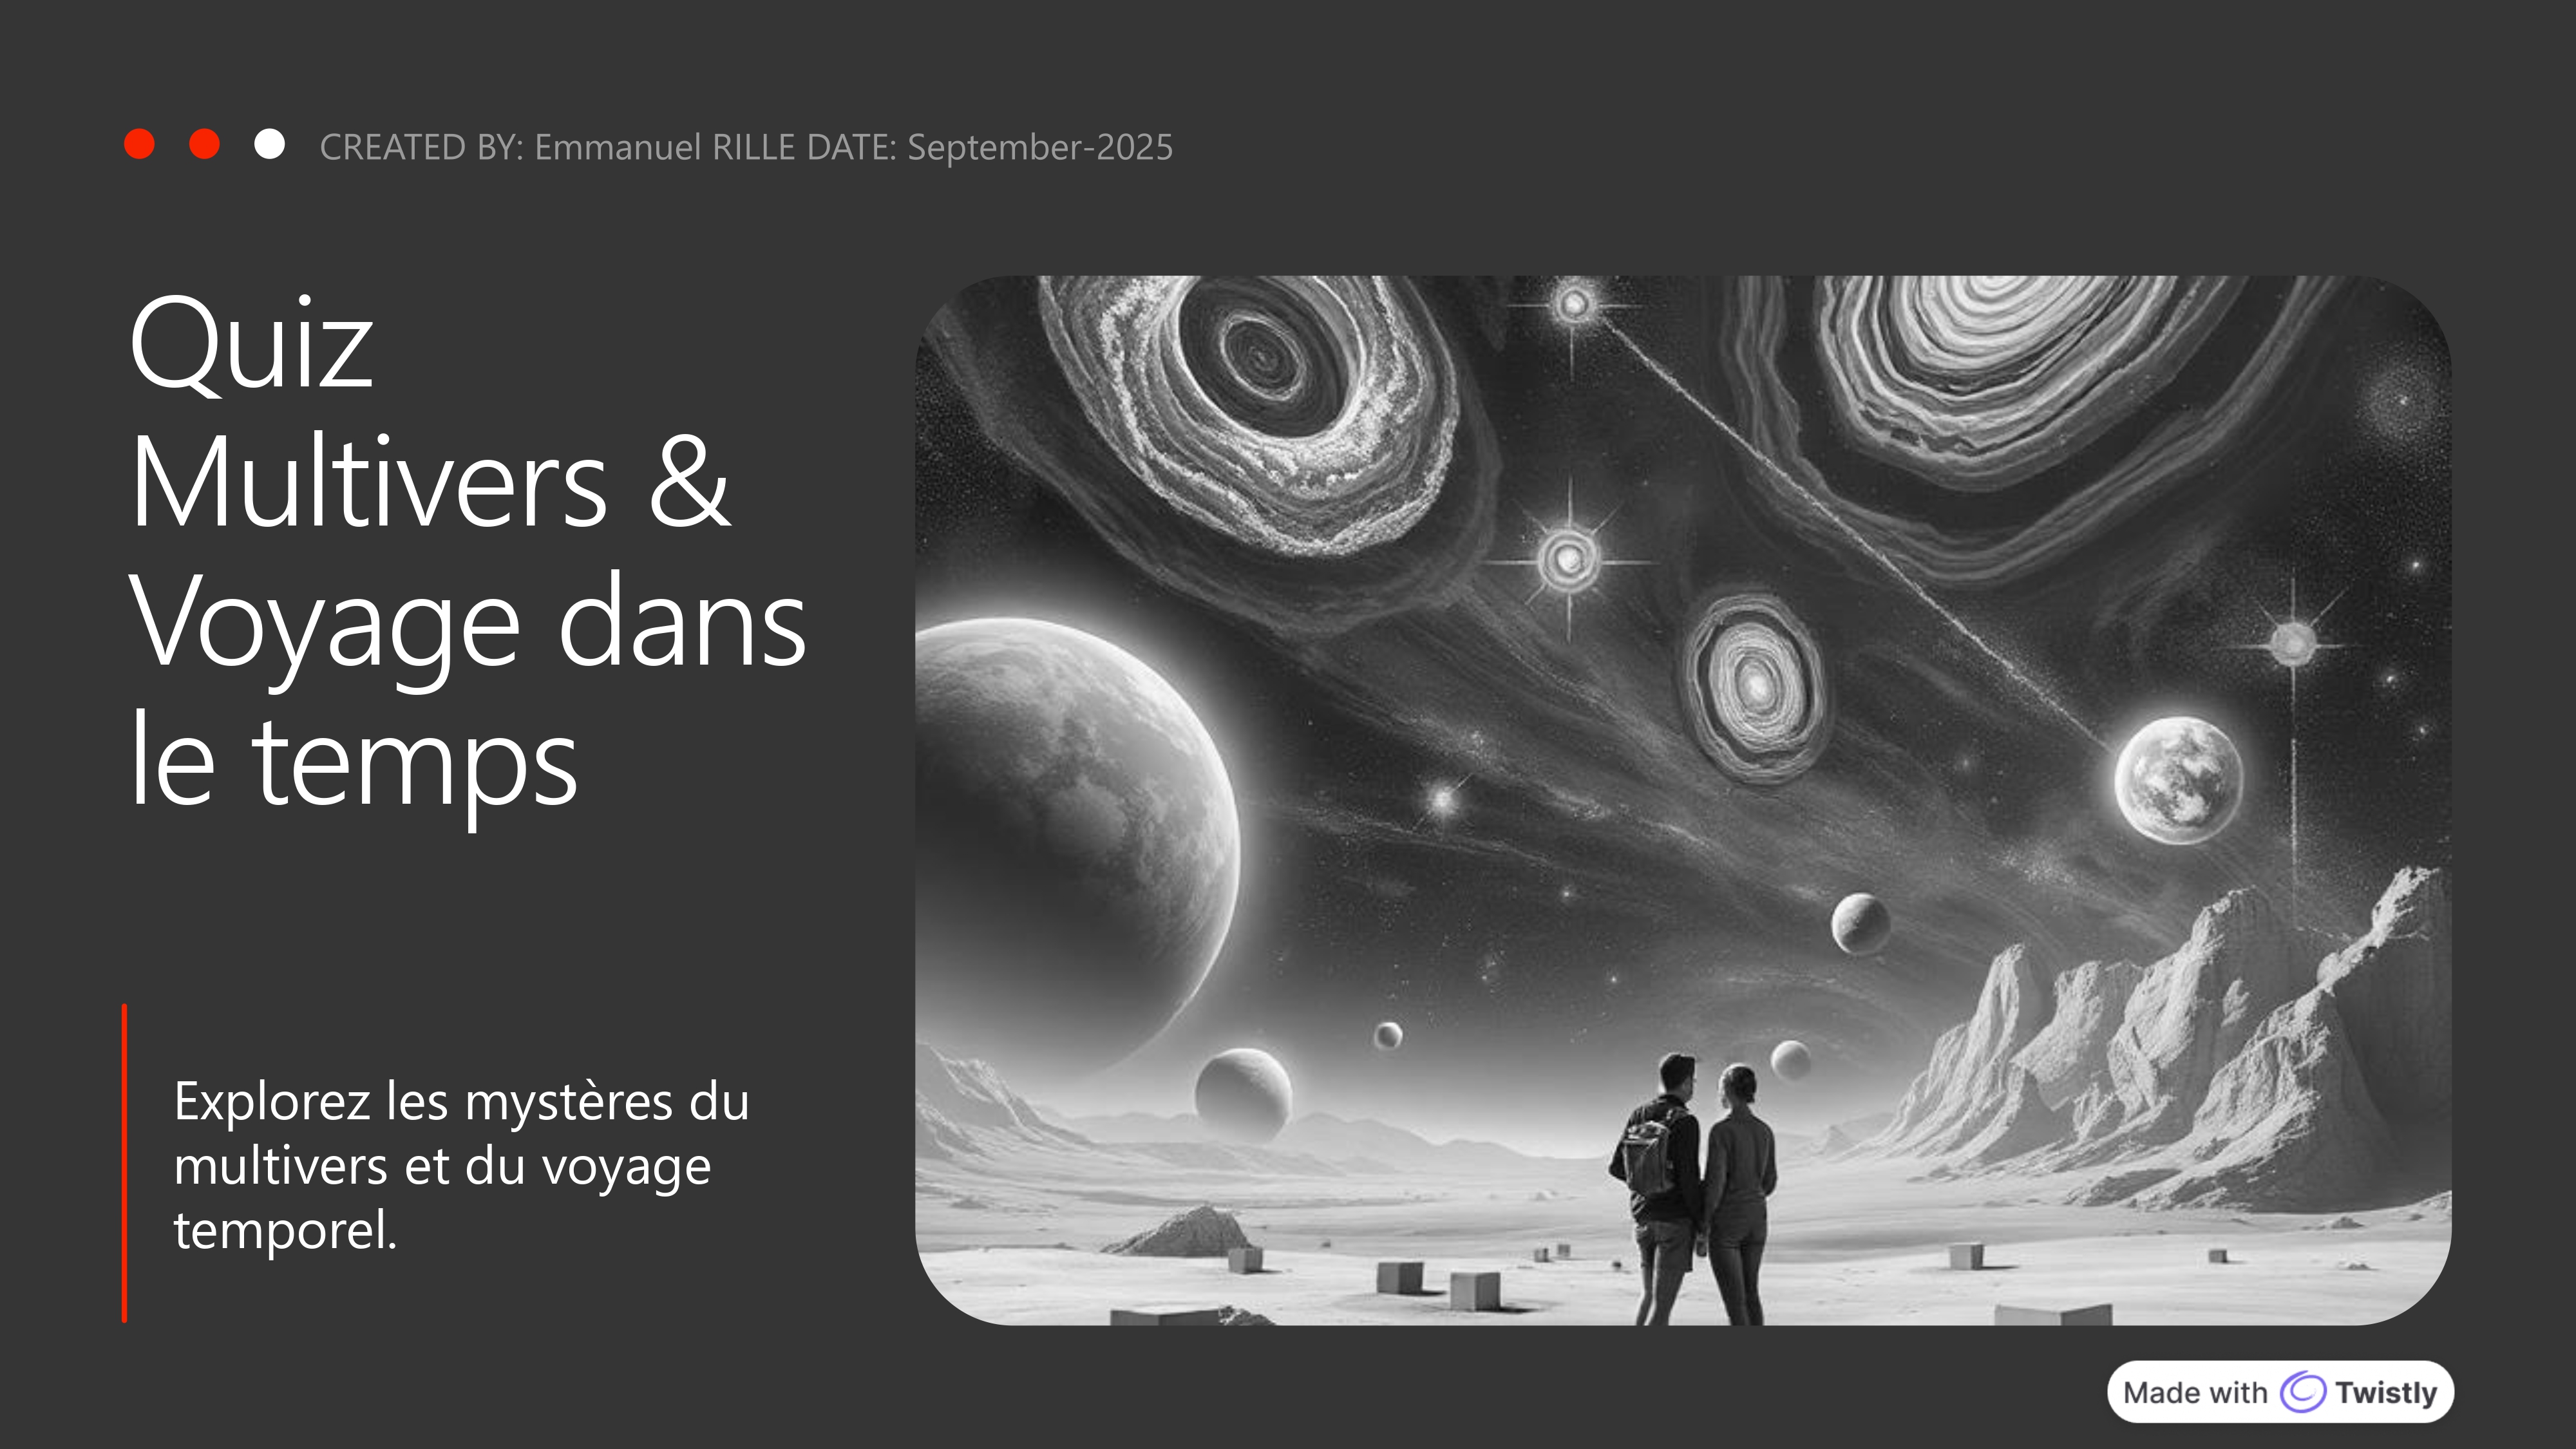 CREATED BY: Emmanuel RILLE DATE: September-2025
Quiz
Multivers &
Voyage dans
le temps
Explorez les mystères du
multivers et du voyage
temporel.
Made with Twistly